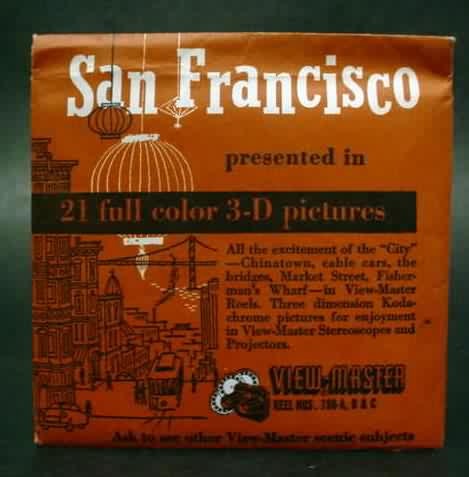 San Francisco
presented in
21 full color 3-D pictures
All the excitement of the "City"
—Chinatown, cable cars, the
bridges, Market Street, Fisher-
man's Wharf—in View-Master
Reels. Three dimension Koda-
chrome pictures for enjoyment
in View-Master Stereoscopes and
Projectors.
VIEW-MASTER
REEL NOS. A, B & C
Ask to see other View-Master scenic subjects